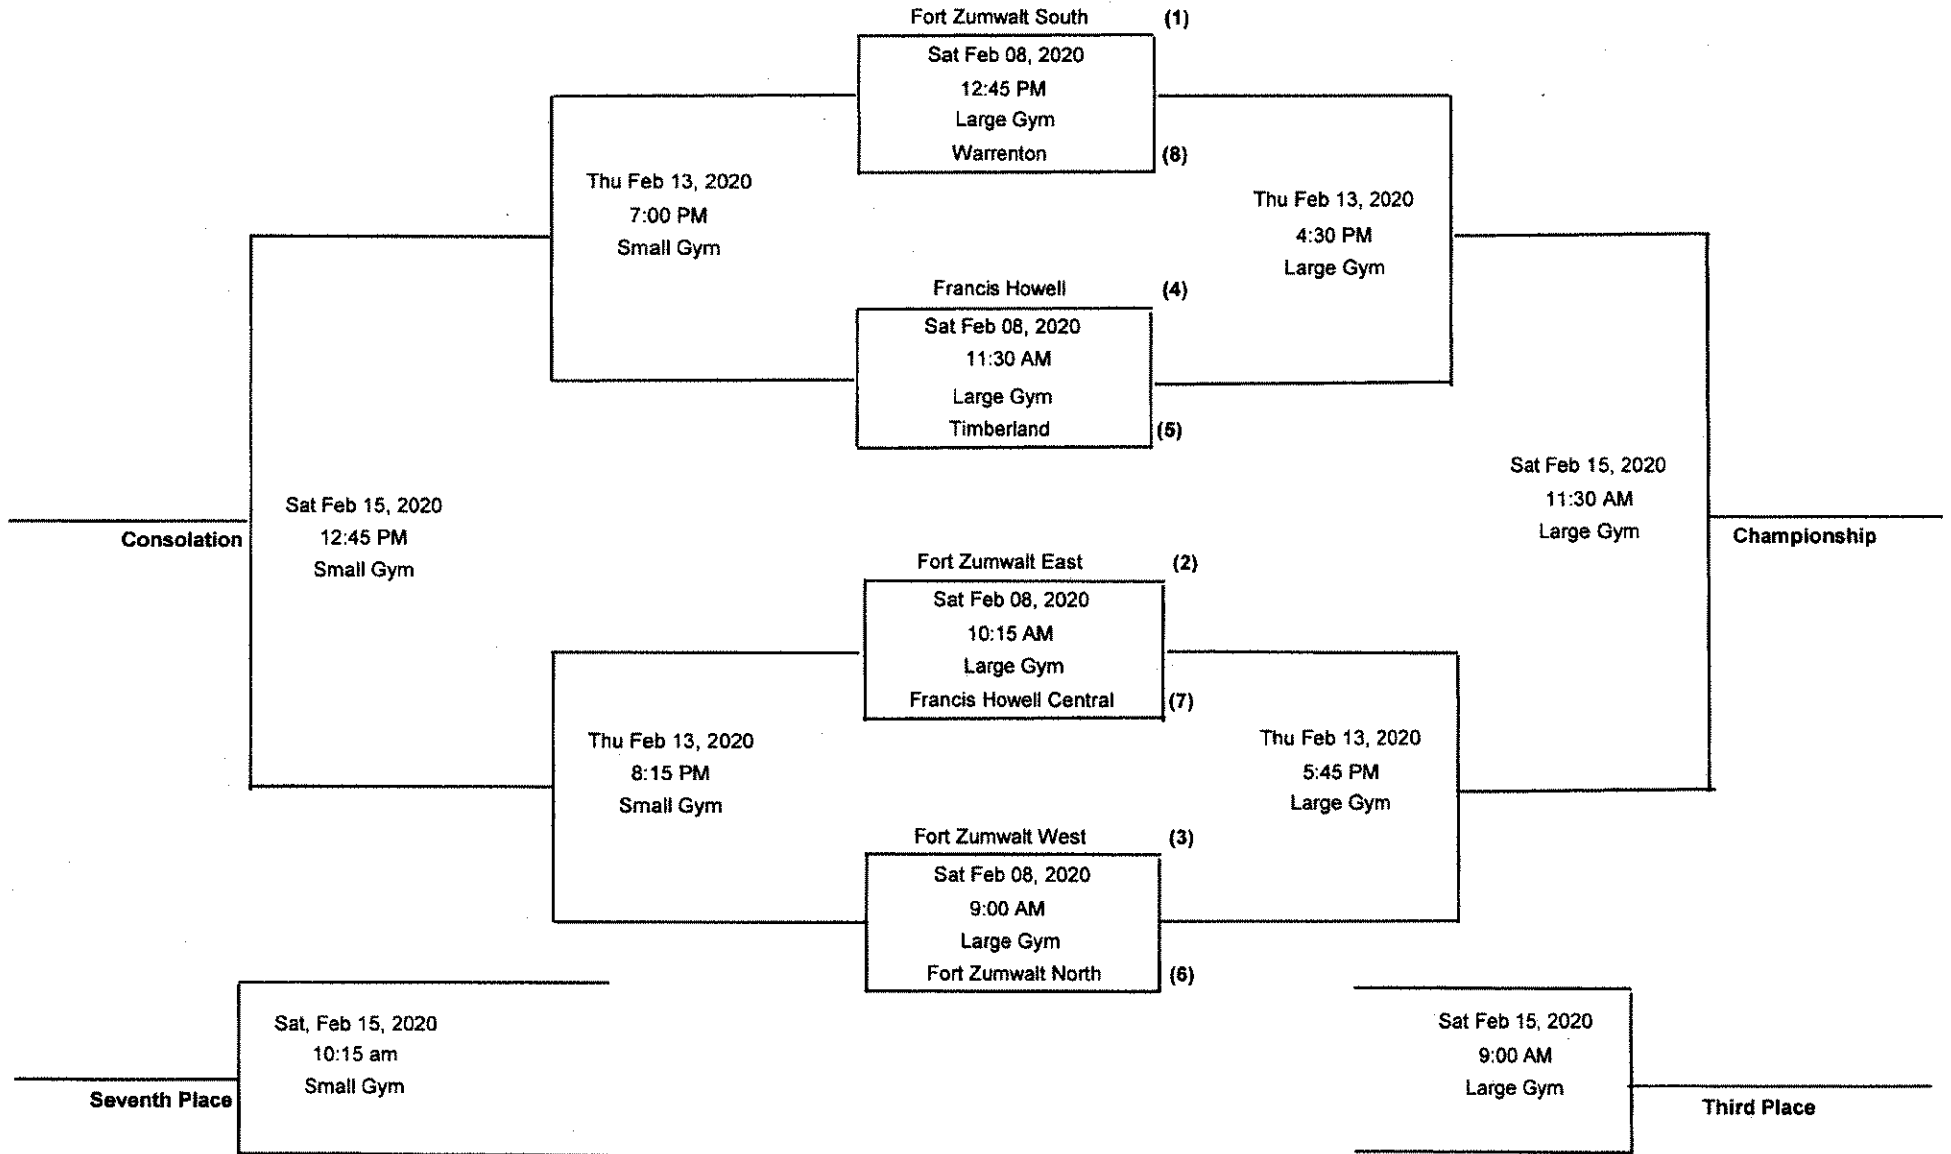 Fort Zumwalt South (1)
Sat Feb 08, 2020
12:45 PM
Large Gym
Warrenton (8)
Thu Feb 13, 2020
7:00 PM
Small Gym
Thu Feb 13, 2020
4:30 PM
Large Gym
Francis Howell (4)
Sat Feb 08, 2020
11:30 AM
Large Gym
Timberland (5)
Sat Feb 15, 2020
12:45 PM
Small Gym
Consolation
Sat Feb 15, 2020
11:30 AM
Large Gym
Championship
Fort Zumwalt East (2)
Sat Feb 08, 2020
10:15 AM
Large Gym
Francis Howell Central (7)
Thu Feb 13, 2020
8:15 PM
Small Gym
Thu Feb 13, 2020
5:45 PM
Large Gym
Fort Zumwalt West (3)
Sat Feb 08, 2020
9:00 AM
Large Gym
Fort Zumwalt North (6)
Sat, Feb 15, 2020
10:15 am
Small Gym
Seventh Place
Sat Feb 15, 2020
9:00 AM
Large Gym
Third Place